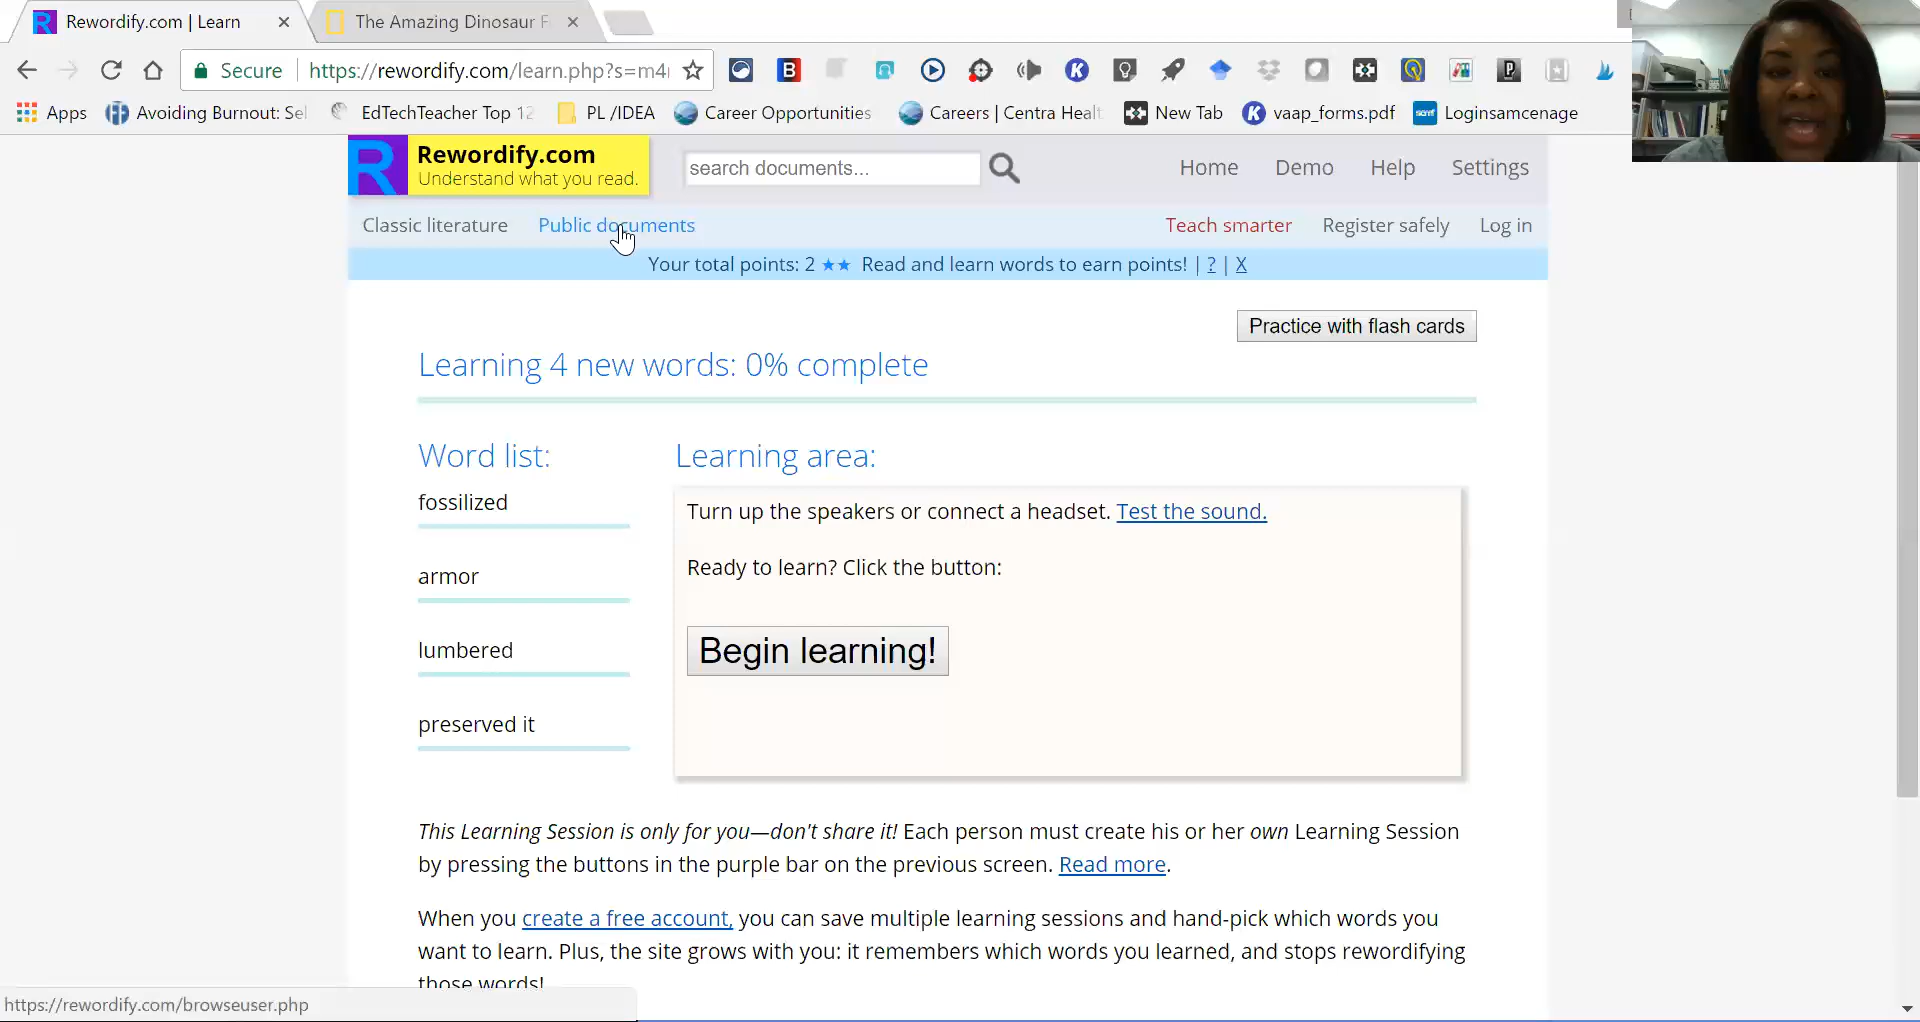 Rewordify.com | Learn
The Amazing Dinosaur F
Secure https://rewordify.com/learn.php?s=m4
Apps Avoiding Burnout: Sel EdTechTeacher Top 12 PL /IDEA Career Opportunities Careers | Centra Healt New Tab vaap_forms.pdf Loginsamcenage
R Rewordify.com
Understand what you read.
search documents...
Home Demo Help Settings
Classic literature Public documents Teach smarter Register safely Log in
Your total points: 2 ★★ Read and learn words to earn points! | ? | X
Practice with flash cards
Learning 4 new words: 0% complete
Word list:
fossilized
armor
lumbered
preserved it
Learning area:
Turn up the speakers or connect a headset. Test the sound.
Ready to learn? Click the button:
Begin learning!
This Learning Session is only for you—don't share it! Each person must create his or her own Learning Session
by pressing the buttons in the purple bar on the previous screen. Read more.
When you create a free account, you can save multiple learning sessions and hand-pick which words you
want to learn. Plus, the site grows with you: it remembers which words you learned, and stops rewordifying
those words!
https://rewordify.com/browseuser.php